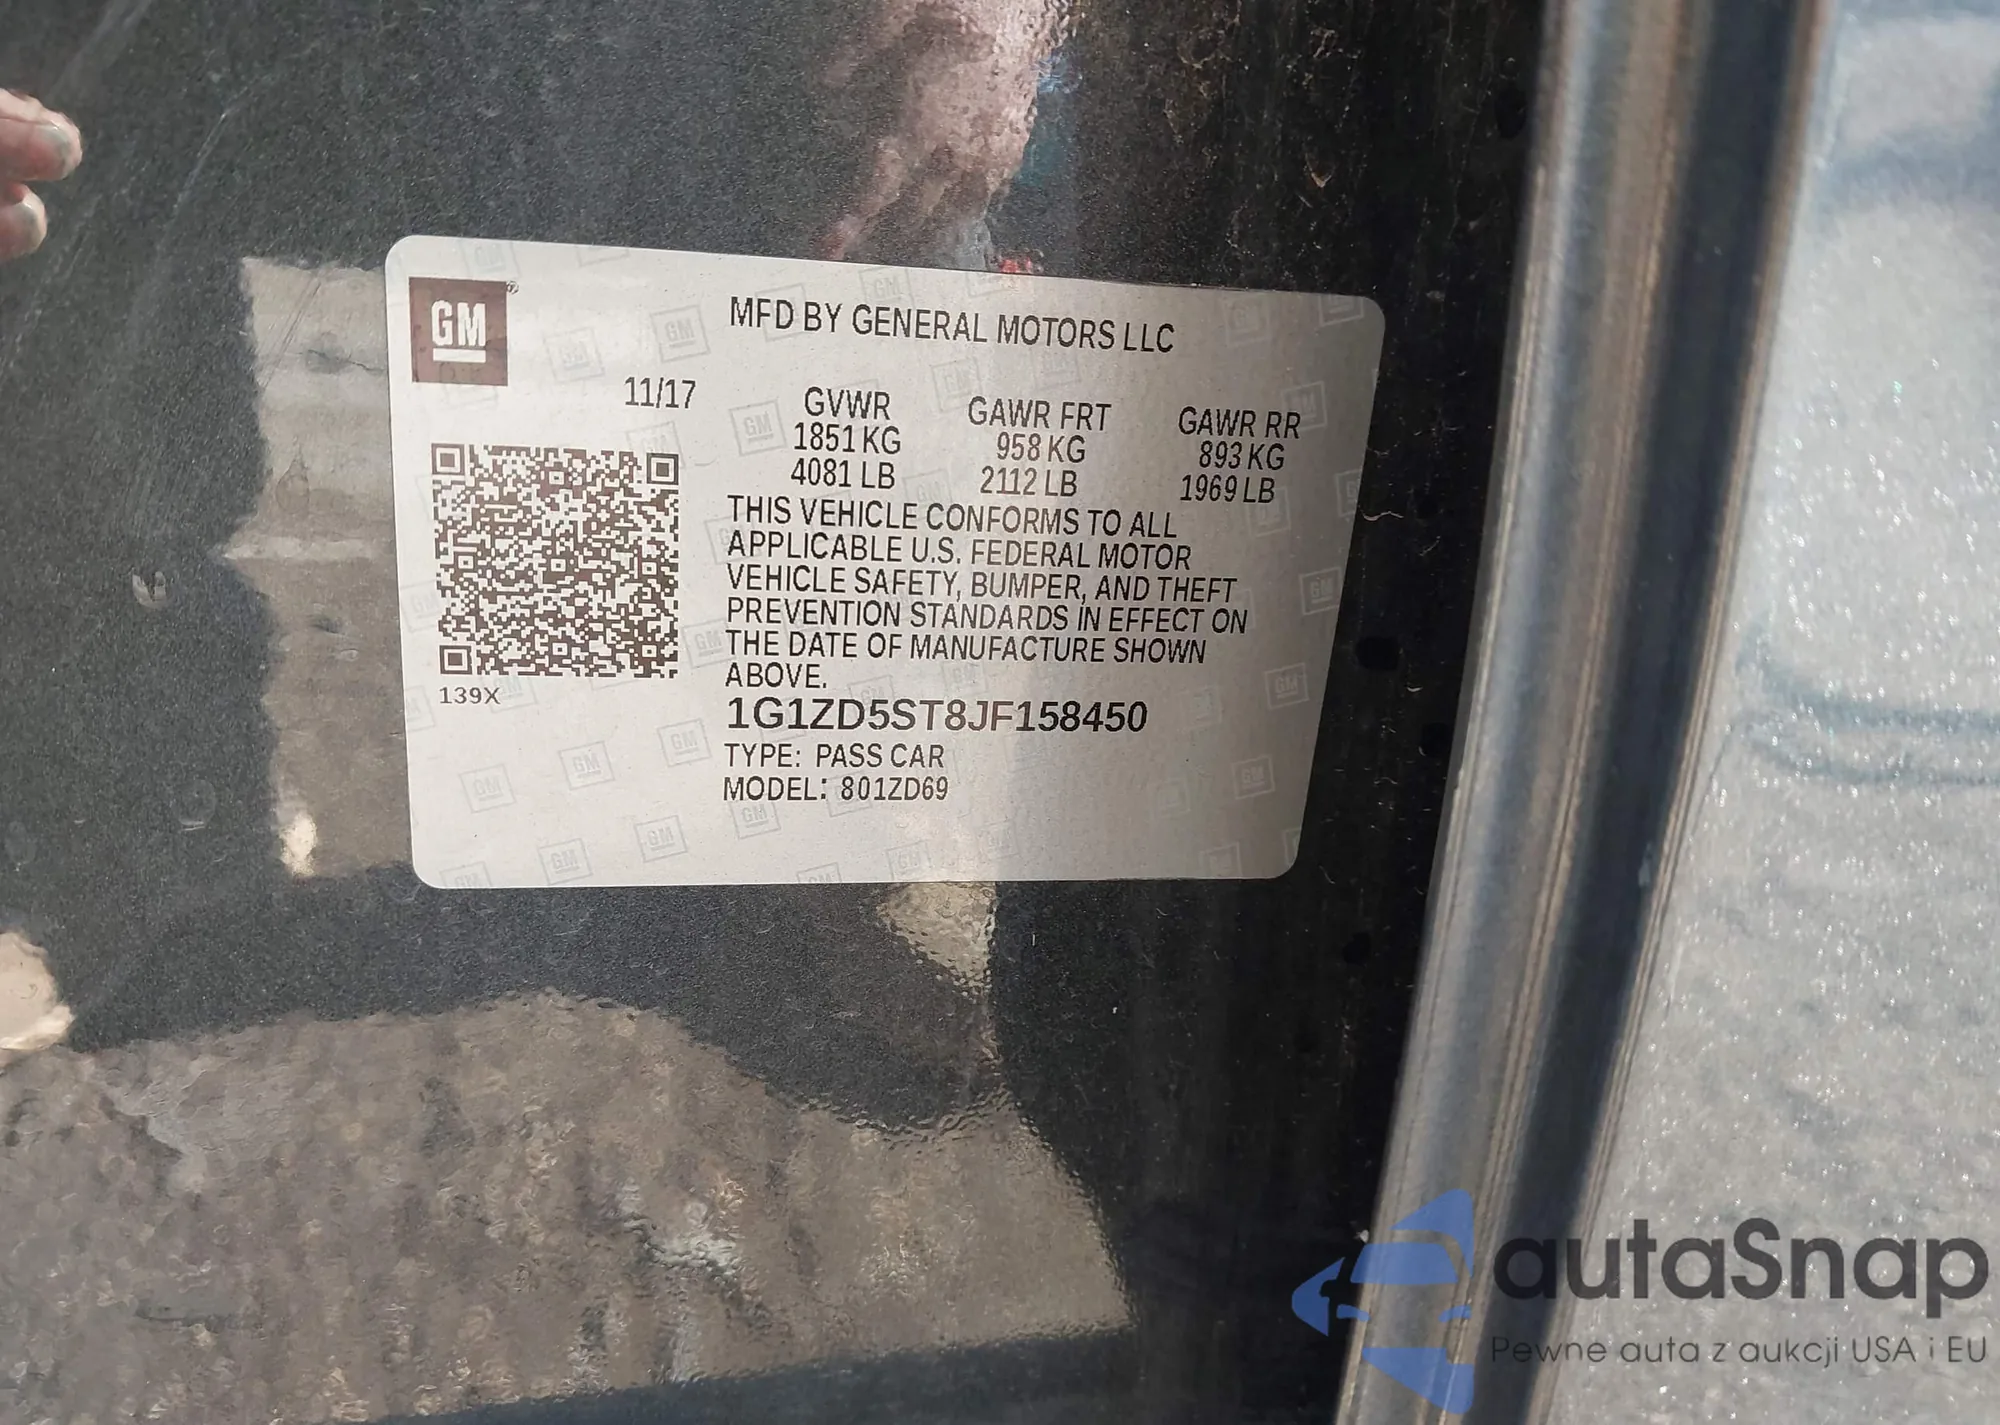 GM
MFD BY GENERAL MOTORS LLC
11/17
GVWR GAWR FRT GAWR RR
1851 KG 958 KG 893 KG
4081 LB 2112 LB 1969 LB
THIS VEHICLE CONFORMS TO ALL
APPLICABLE U.S. FEDERAL MOTOR
VEHICLE SAFETY, BUMPER, AND THEFT
PREVENTION STANDARDS IN EFFECT ON
THE DATE OF MANUFACTURE SHOWN
ABOVE.
139X
1G1ZD5ST8JF158450
TYPE: PASS CAR
MODEL: 801ZD69
autaSnap
Pewne auta z aukcji USA i EU